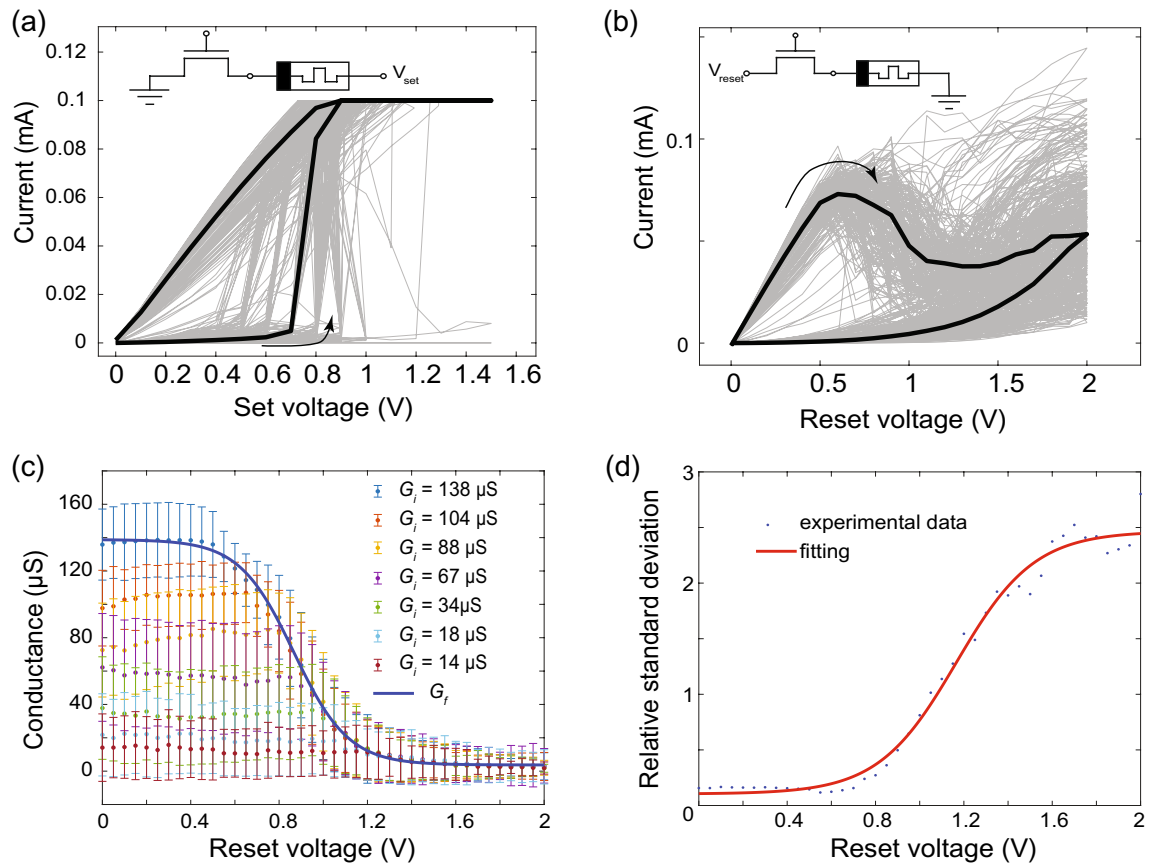 (a)
0.12
0.1
0.08
0.06
0.04
0.02
0
Current (mA)
V_set
0 0.2 0.4 0.6 0.8 1 1.2 1.4 1.6
Set voltage (V)
(b)
0.1
0
Current (mA)
V_reset
0 0.5 1 1.5 2
Reset voltage (V)
(c)
160
120
80
40
0
Conductance (µS)
G_i = 138 µS
G_i = 104 µS
G_i = 88 µS
G_i = 67 µS
G_i = 34µS
G_i = 18 µS
G_i = 14 µS
G_f
0 0.4 0.8 1.2 1.6 2
Reset voltage (V)
(d)
3
2
1
0
Relative standard deviation
experimental data
fitting
0.4 0.8 1.2 1.6 2
Reset voltage (V)